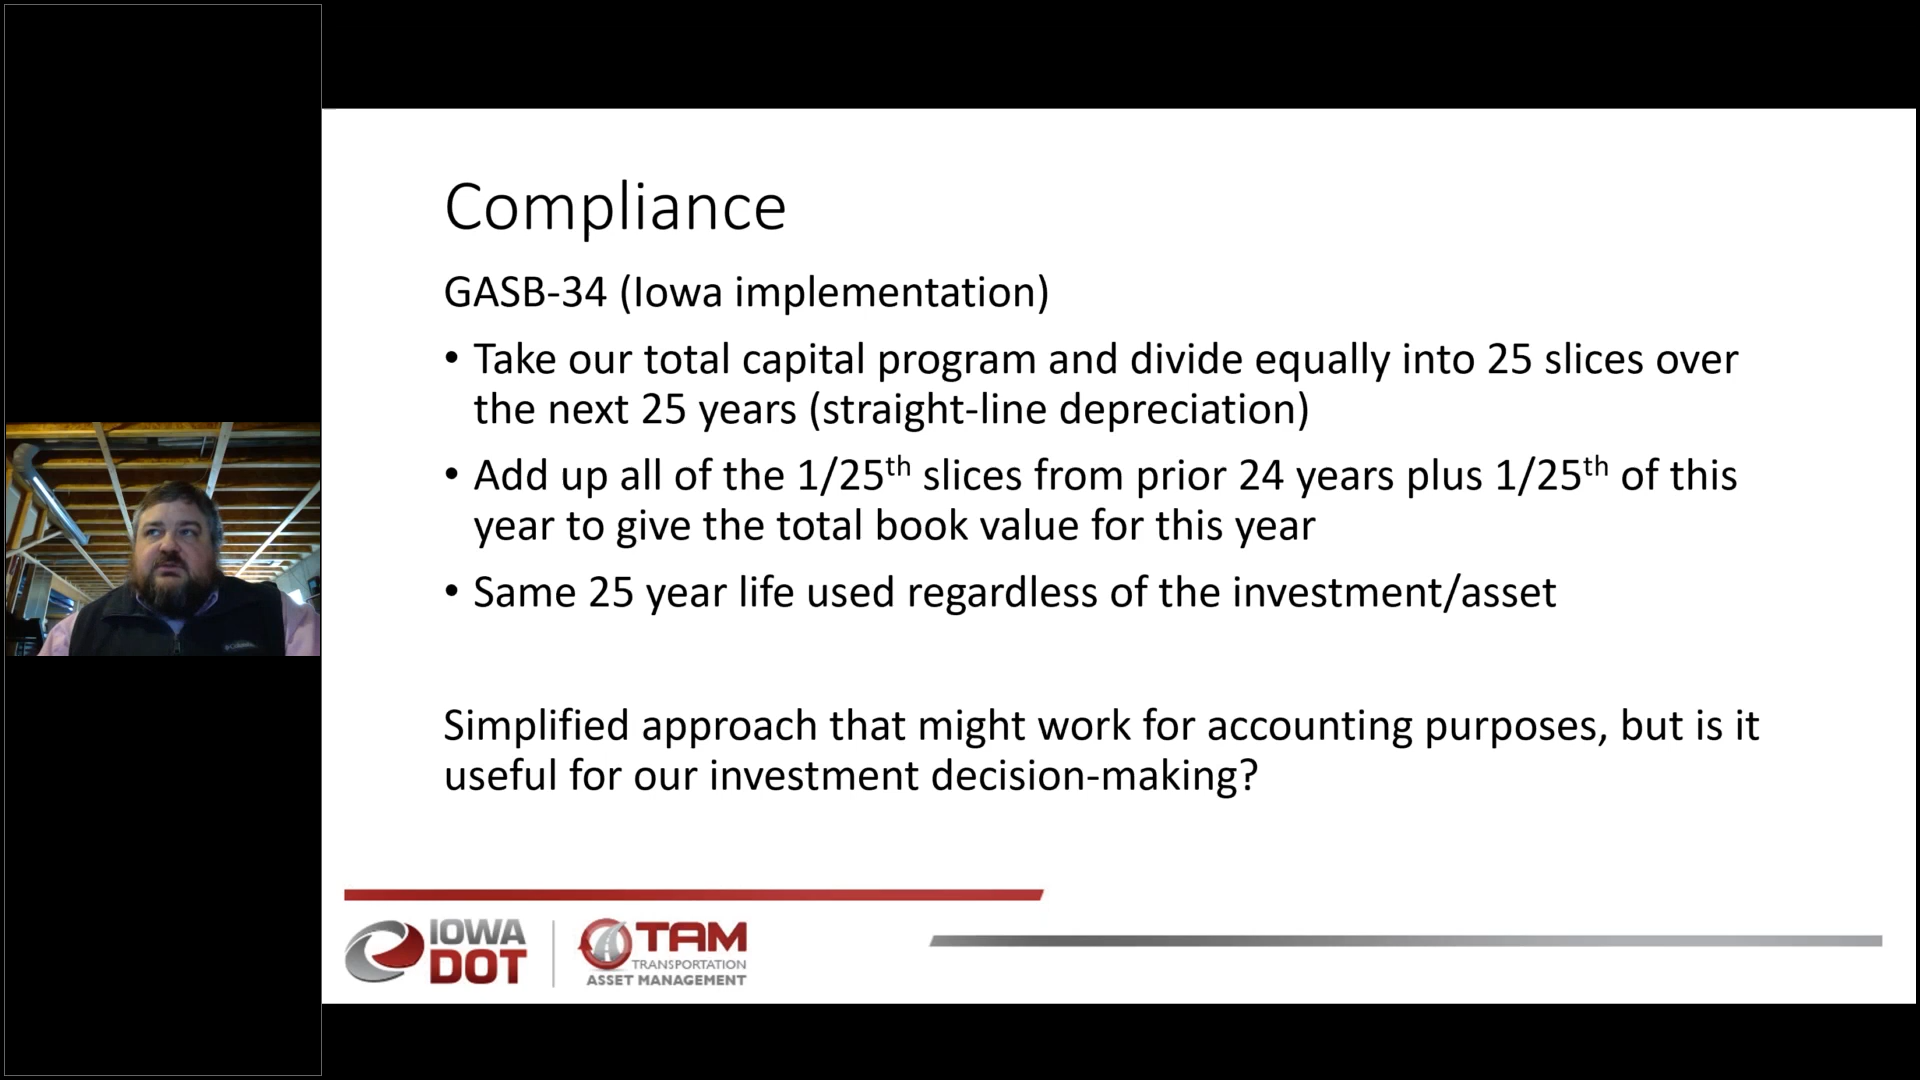 Compliance
GASB-34 (Iowa implementation)
• Take our total capital program and divide equally into 25 slices over
the next 25 years (straight-line depreciation)
• Add up all of the 1/25th slices from prior 24 years plus 1/25th of this
year to give the total book value for this year
• Same 25 year life used regardless of the investment/asset
Simplified approach that might work for accounting purposes, but is it
useful for our investment decision-making?
IOWA
DOT
TAM
TRANSPORTATION
ASSET MANAGEMENT